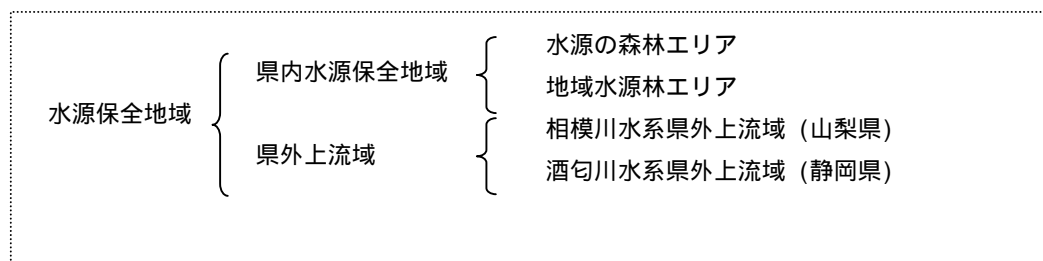 水源保全地域
県内水源保全地域
水源の森林エリア
地域水源林エリア
県外上流域
相模川水系県外上流域 (山梨県)
酒匂川水系県外上流域 (静岡県)